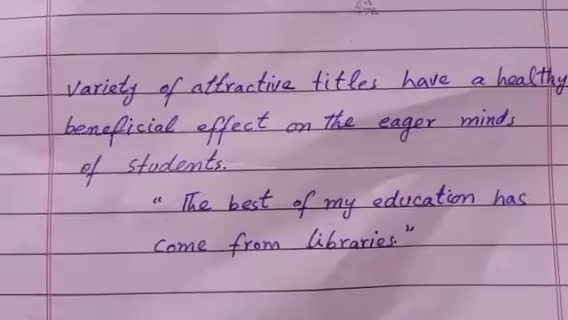 Variety of attractive titles have a healthy
beneficial effect on the eager minds
of students.
" The best of my education has
come from libraries."